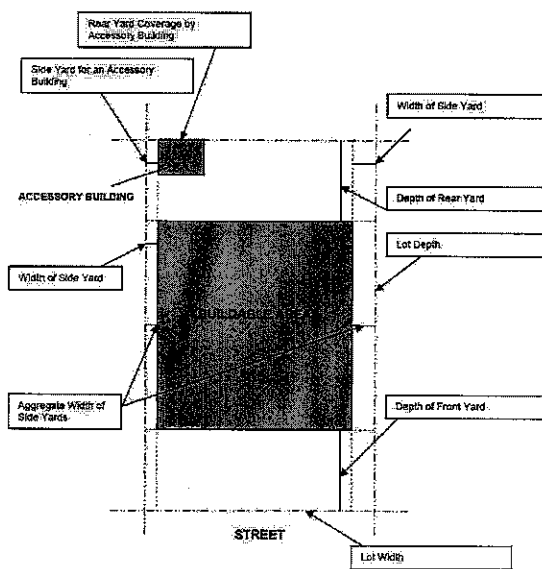 Rear Yard Coverage by
Accessory Building
Side Yard for an Accessory
Building
Width of Side Yard
ACCESSORY BUILDING
Depth of Rear Yard
Lot Depth
Width of Side Yard
BUILDABLE AREA
Aggregate Width of
Side Yards
Depth of Front Yard
STREET
Lot Width